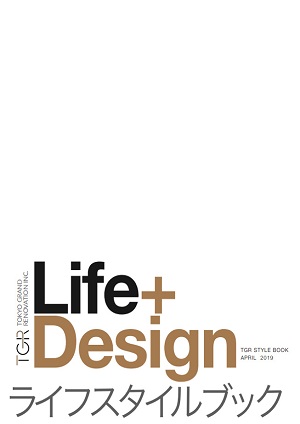 TGR TOKYO GRAND
RENOVATION INC.
Life+
Design
TGR STYLE BOOK
APRIL 2019
ライフスタイルブック